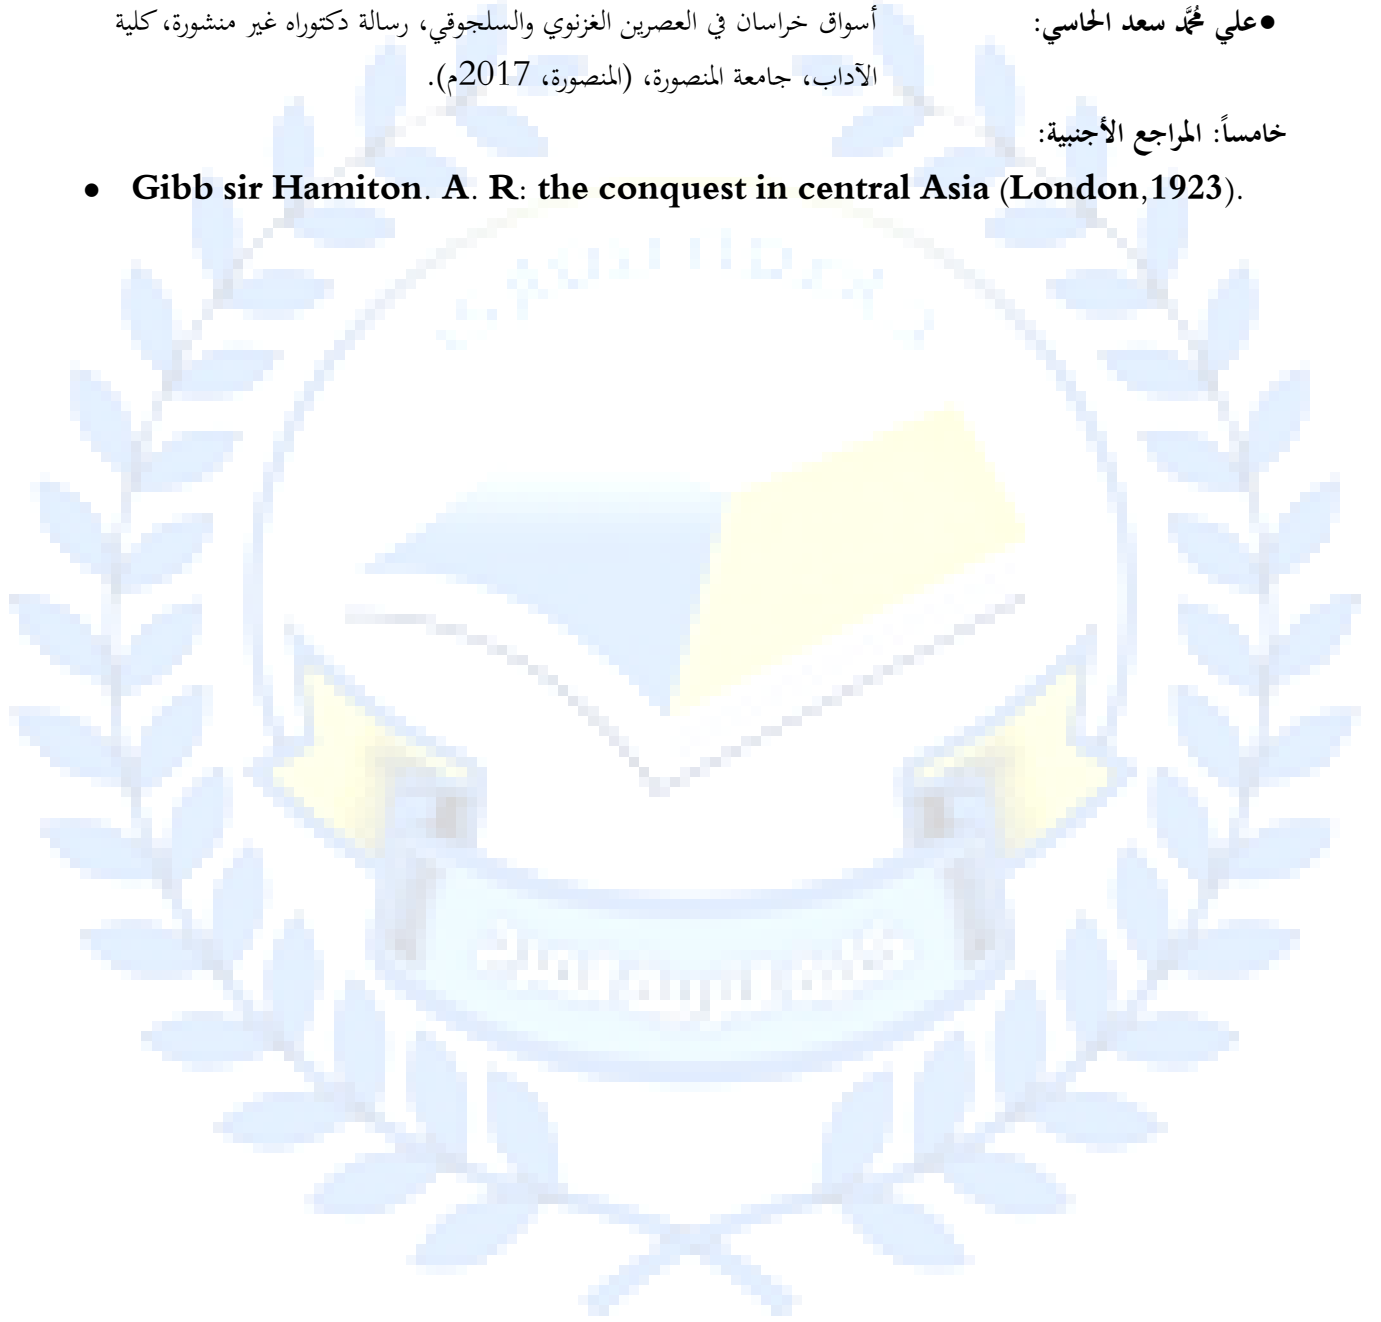 ●علي مُحَمَّد سعد الحاسي: أسواق خراسان في العصرين الغزنوي والسلجوقي، رسالة دكتوراه غير منشورة، كلية
الآداب، جامعة المنصورة، (المنصورة، 2017م).
خامساً: المراجع الأجنبية:
● Gibb sir Hamiton. A. R: the conquest in central Asia (London,1923).